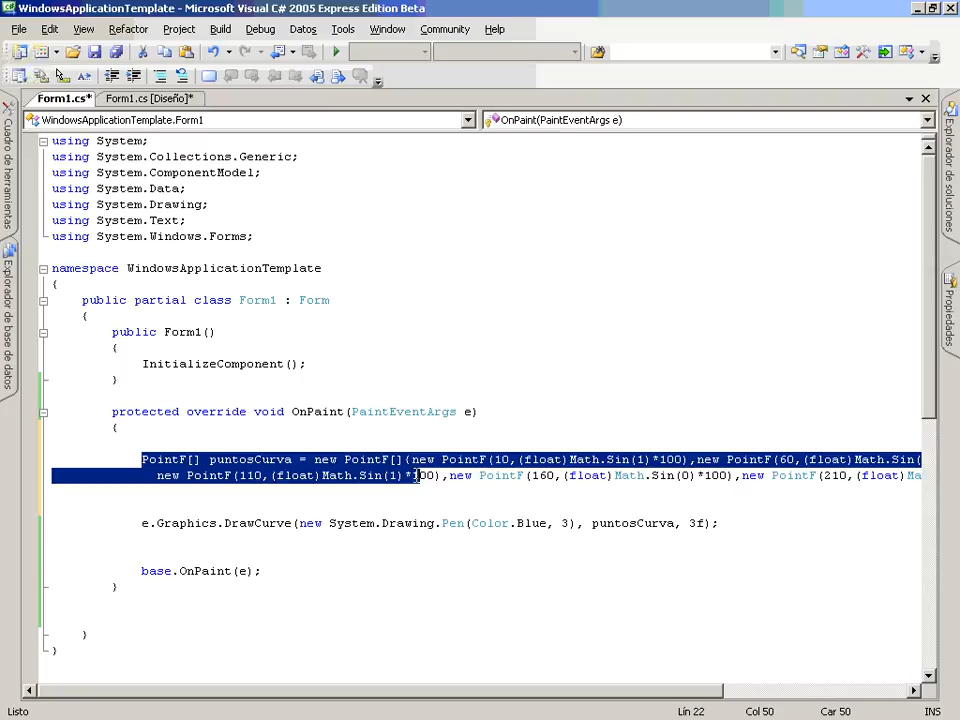 WindowsApplicationTemplate - Microsoft Visual C# 2005 Express Edition Beta
File Edit View Refactor Project Build Debug Datos Tools Window Community Help
Form1.cs* Form1.cs [Diseño]*
WindowsApplicationTemplate.Form1 OnPaint(PaintEventArgs e)
Cuadro de herramientas
Explorador de base de datos
using System;
using System.Collections.Generic;
using System.ComponentModel;
using System.Data;
using System.Drawing;
using System.Text;
using System.Windows.Forms;
namespace WindowsApplicationTemplate
{
public partial class Form1 : Form
{
public Form1()
{
InitializeComponent();
}
protected override void OnPaint(PaintEventArgs e)
{
PointF[] puntosCurva = new PointF[]{new PointF(10,(float)Math.Sin(1)*100),new PointF(60,(float)Math.Sin(
new PointF(110,(float)Math.Sin(1)*100),new PointF(160,(float)Math.Sin(0)*100),new PointF(210,(float)Ma
e.Graphics.DrawCurve(new System.Drawing.Pen(Color.Blue, 3), puntosCurva, 3f);
base.OnPaint(e);
}
}
}
Explorador de soluciones
Propiedades
Listo Lín 22 Col 50 Car 50 INS